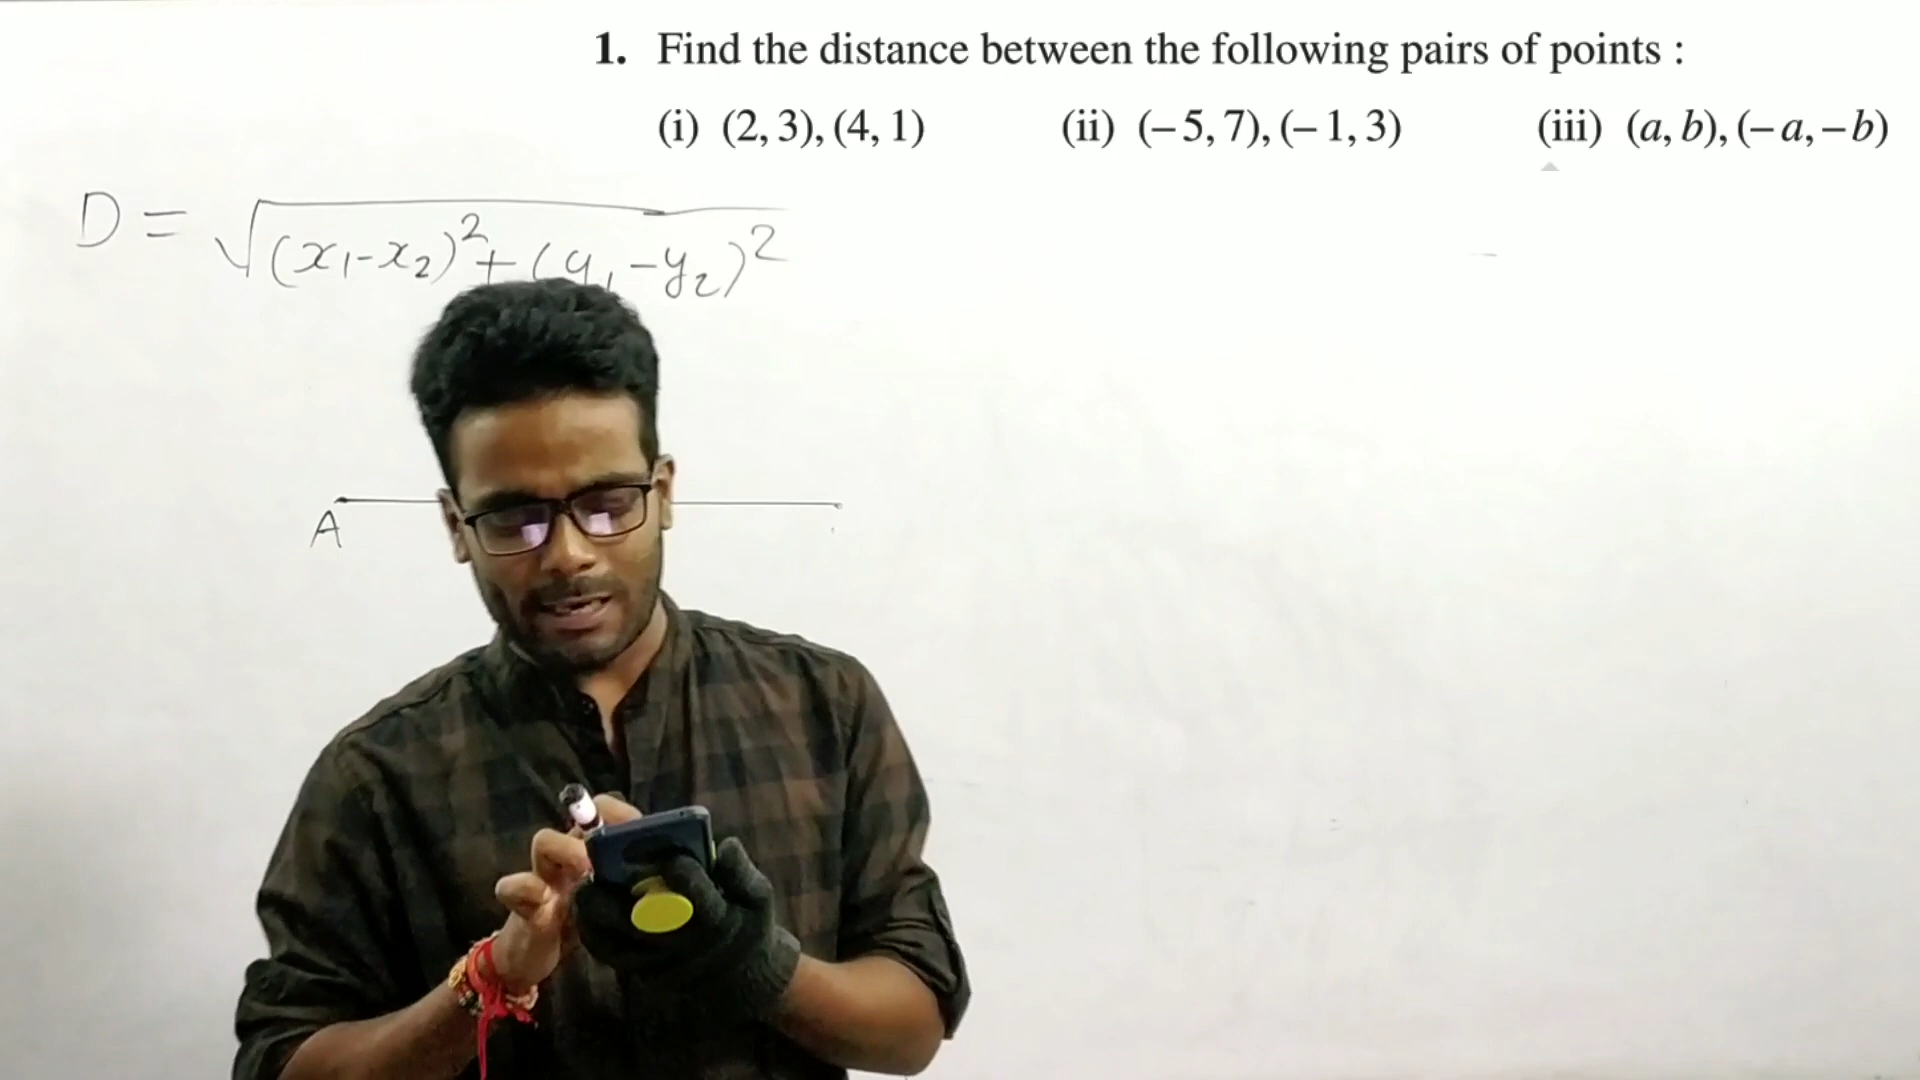 1. Find the distance between the following pairs of points :
(i) (2, 3), (4, 1) (ii) (– 5, 7), (– 1, 3) (iii) (a, b), (– a, – b)
D = √(x₁-x₂)² + (y₁-y₂)²
A